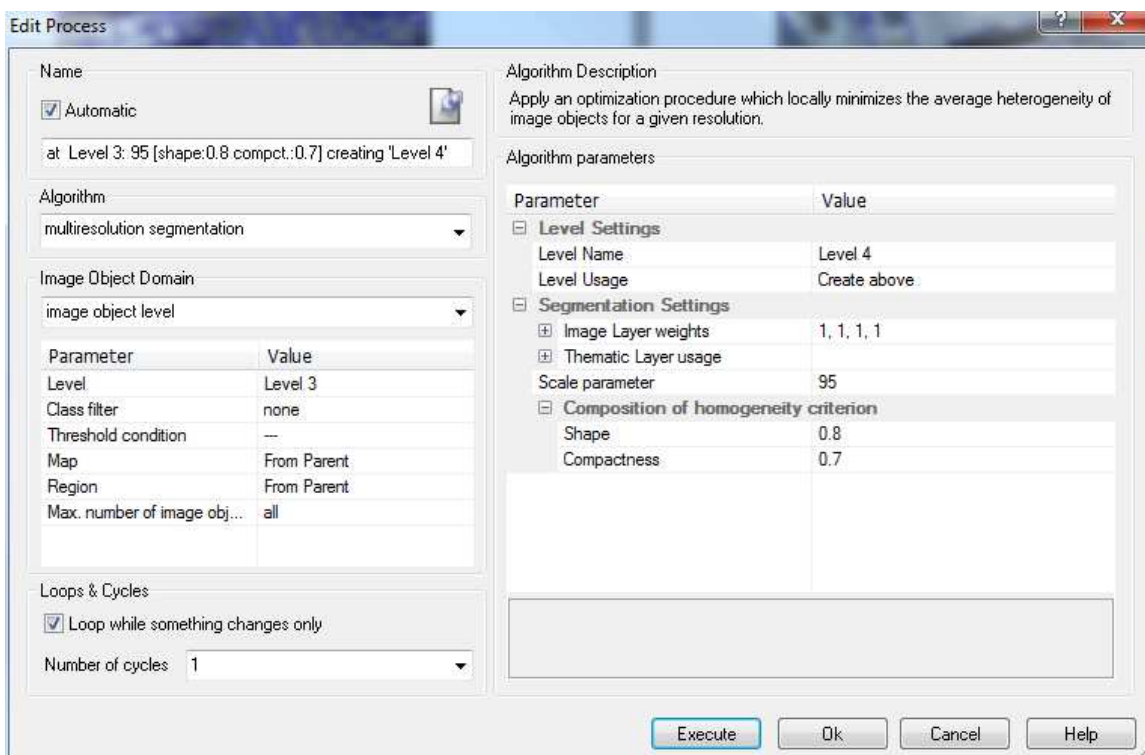 Edit Process
?
X
Name
Automatic
at Level 3: 95 [shape:0.8 compct.:0.7] creating 'Level 4'
Algorithm
multiresolution segmentation
Image Object Domain
image object level
Parameter Value
Level Level 3
Class filter none
Threshold condition ---
Map From Parent
Region From Parent
Max. number of image obj... all
Loops & Cycles
Loop while something changes only
Number of cycles 1
Algorithm Description
Apply an optimization procedure which locally minimizes the average heterogeneity of
image objects for a given resolution.
Algorithm parameters
Parameter Value
Level Settings
Level Name Level 4
Level Usage Create above
Segmentation Settings
Image Layer weights 1, 1, 1, 1
Thematic Layer usage
Scale parameter 95
Composition of homogeneity criterion
Shape 0.8
Compactness 0.7
Execute Ok Cancel Help